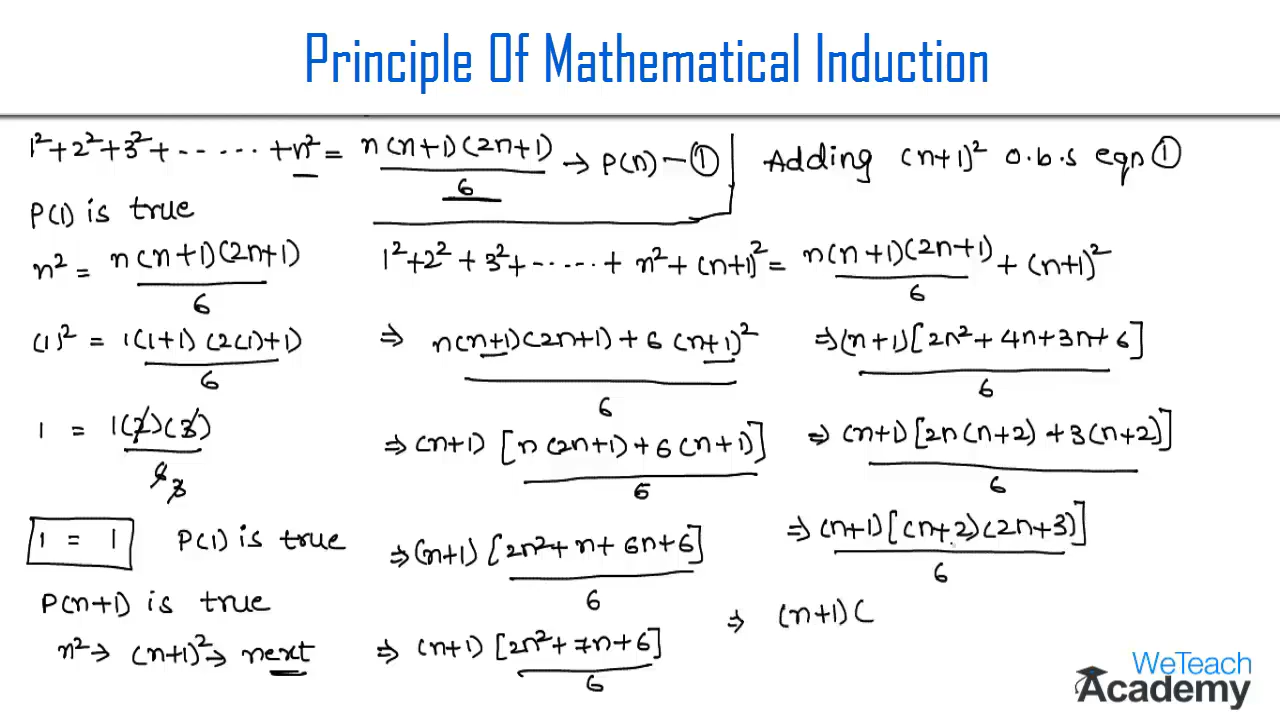 Principle Of Mathematical Induction
1² + 2² + 3² + - - - - - + n² = n(n+1)(2n+1)/6 → P(n) – ①
P(1) is true
n² = n(n+1)(2n+1)/6
(1)² = 1(1+1)(2(1)+1)/6
1 = 1(2)(3)/6 3
1 = 1 P(1) is true
P(n+1) is true
n² → (n+1)² → next
Adding (n+1)² o.b.s eqn ①
1² + 2² + 3² + - - - - - + n² + (n+1)² = n(n+1)(2n+1)/6 + (n+1)²
⇒ n(n+1)(2n+1) + 6(n+1)²/6
⇒ (n+1) [n(2n+1) + 6(n+1)]/6
⇒ (n+1) [2n² + n + 6n + 6]/6
⇒ (n+1) [2n² + 7n + 6]/6
⇒ (n+1) [2n² + 4n + 3n + 6]/6
⇒ (n+1) [2n(n+2) + 3(n+2)]/6
⇒ (n+1) [(n+2)(2n+3)]/6
⇒ (n+1) (
WeTeach
Academy